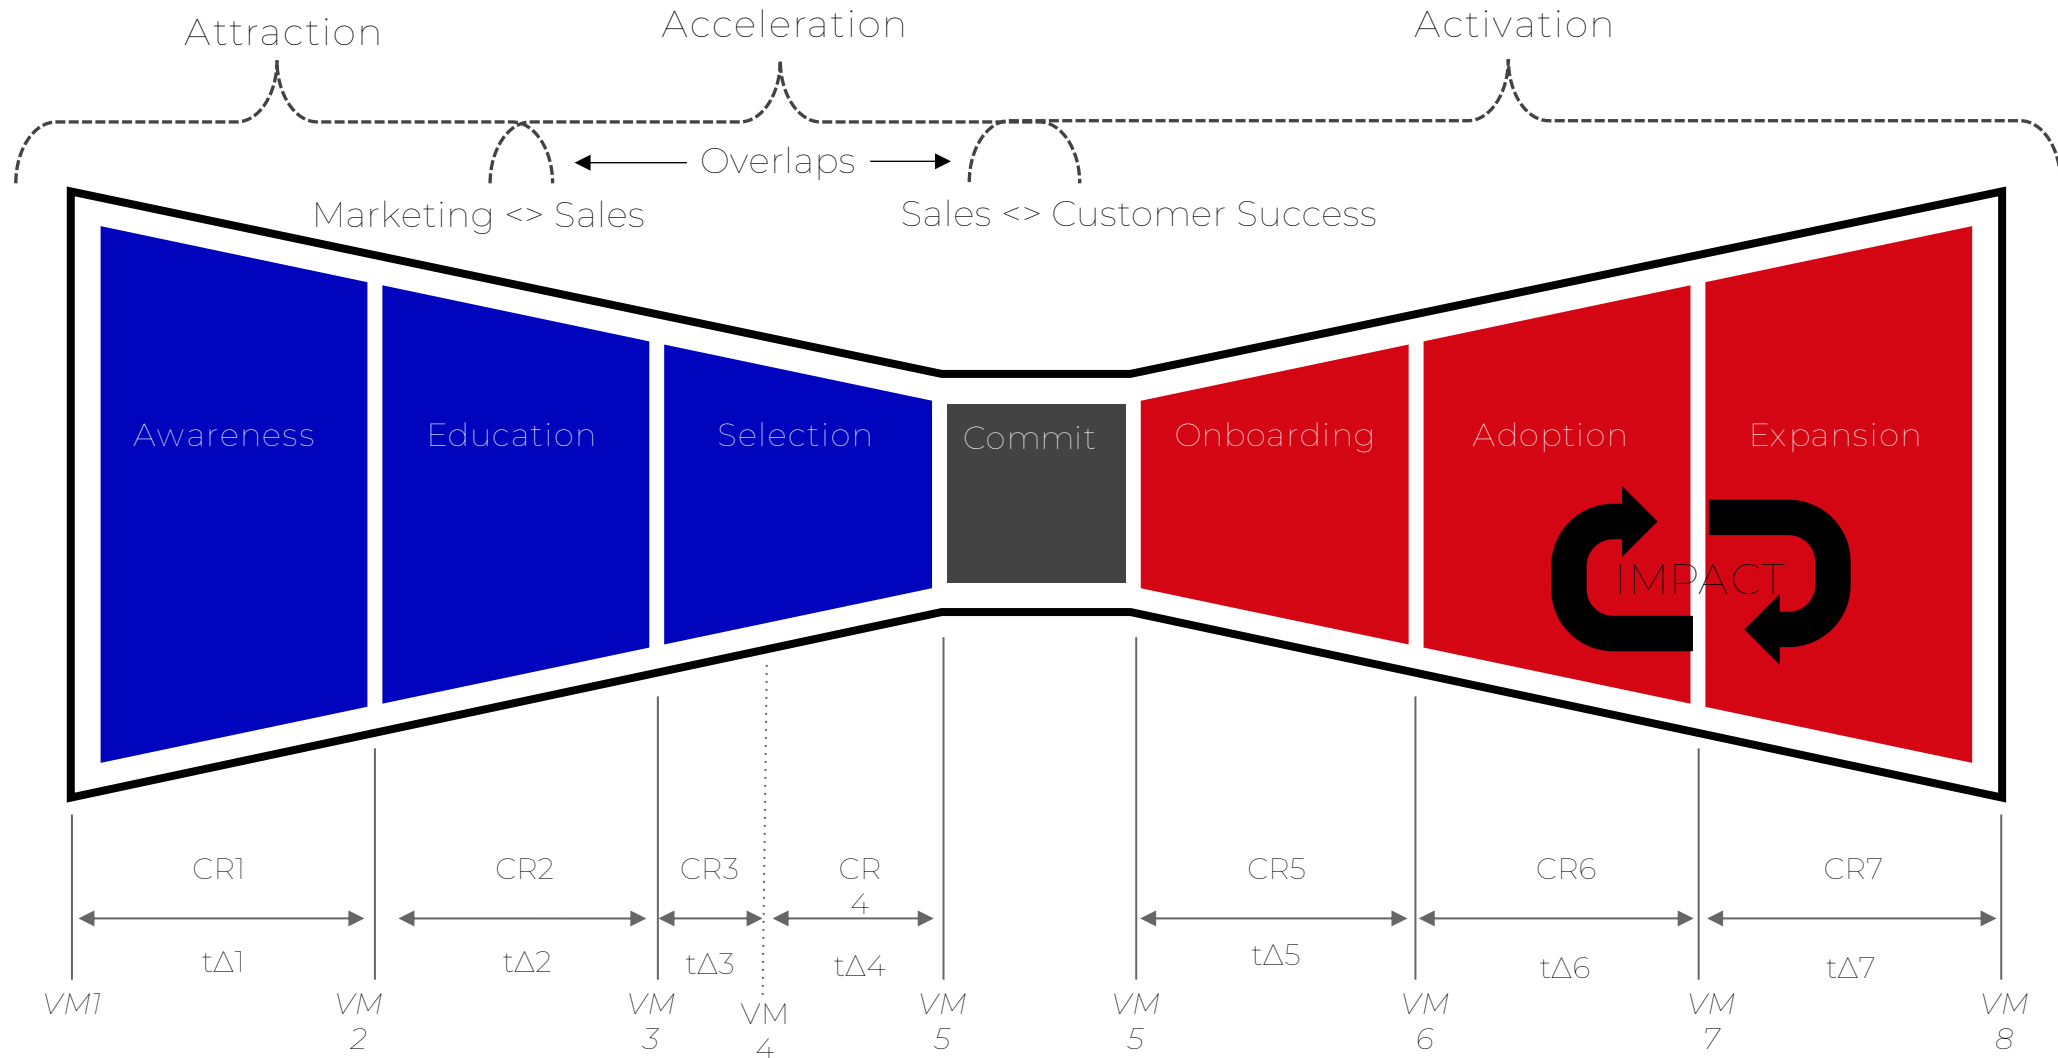 Attraction
Acceleration
Activation
Overlaps
Marketing <> Sales
Sales <> Customer Success
Awareness
Education
Selection
Commit
Onboarding
Adoption
Expansion
IMPACT
CR1
CR2
CR3
CR
4
CR5
CR6
CR7
tΔ1
tΔ2
tΔ3
tΔ4
tΔ5
tΔ6
tΔ7
VM1
VM
2
VM
3
VM
4
VM
5
VM
5
VM
6
VM
7
VM
8